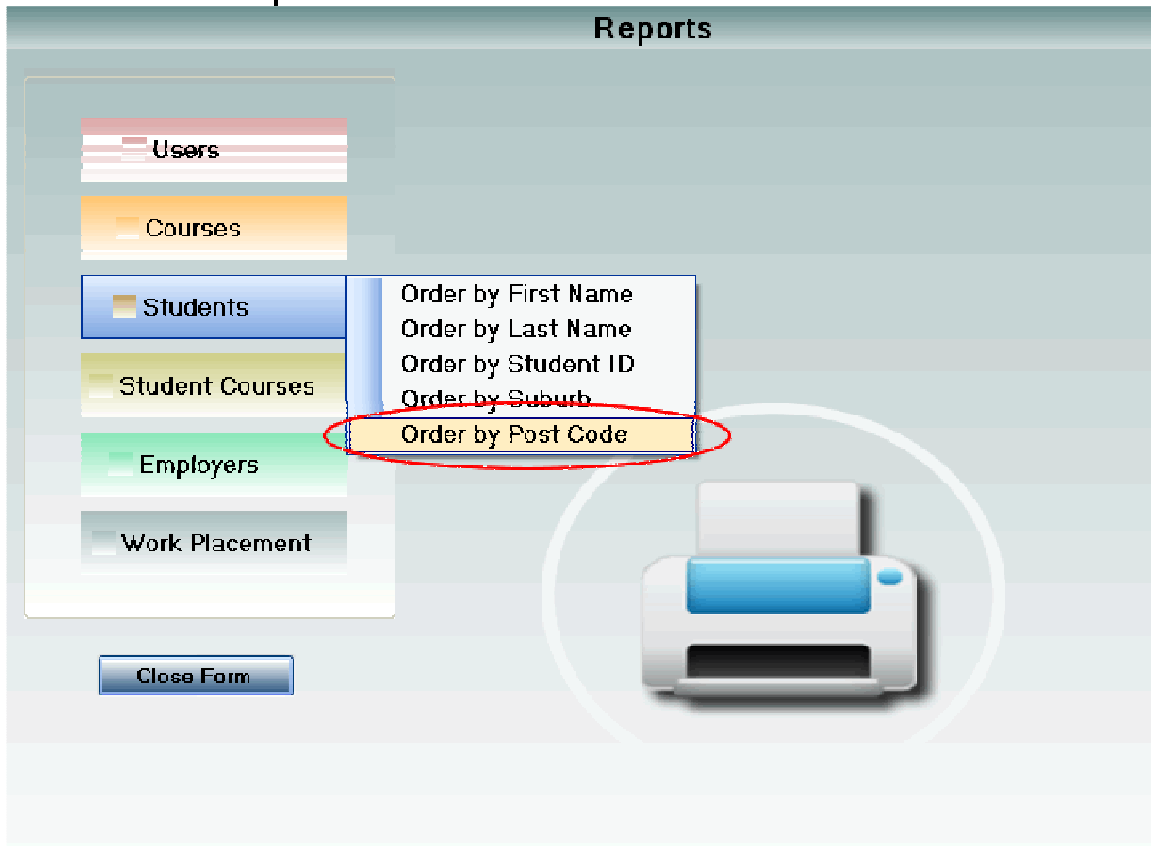 Reports
Users
Courses
Students
Order by First Name
Order by Last Name
Order by Student ID
Order by Suburb
Order by Post Code
Student Courses
Employers
Work Placement
Close Form